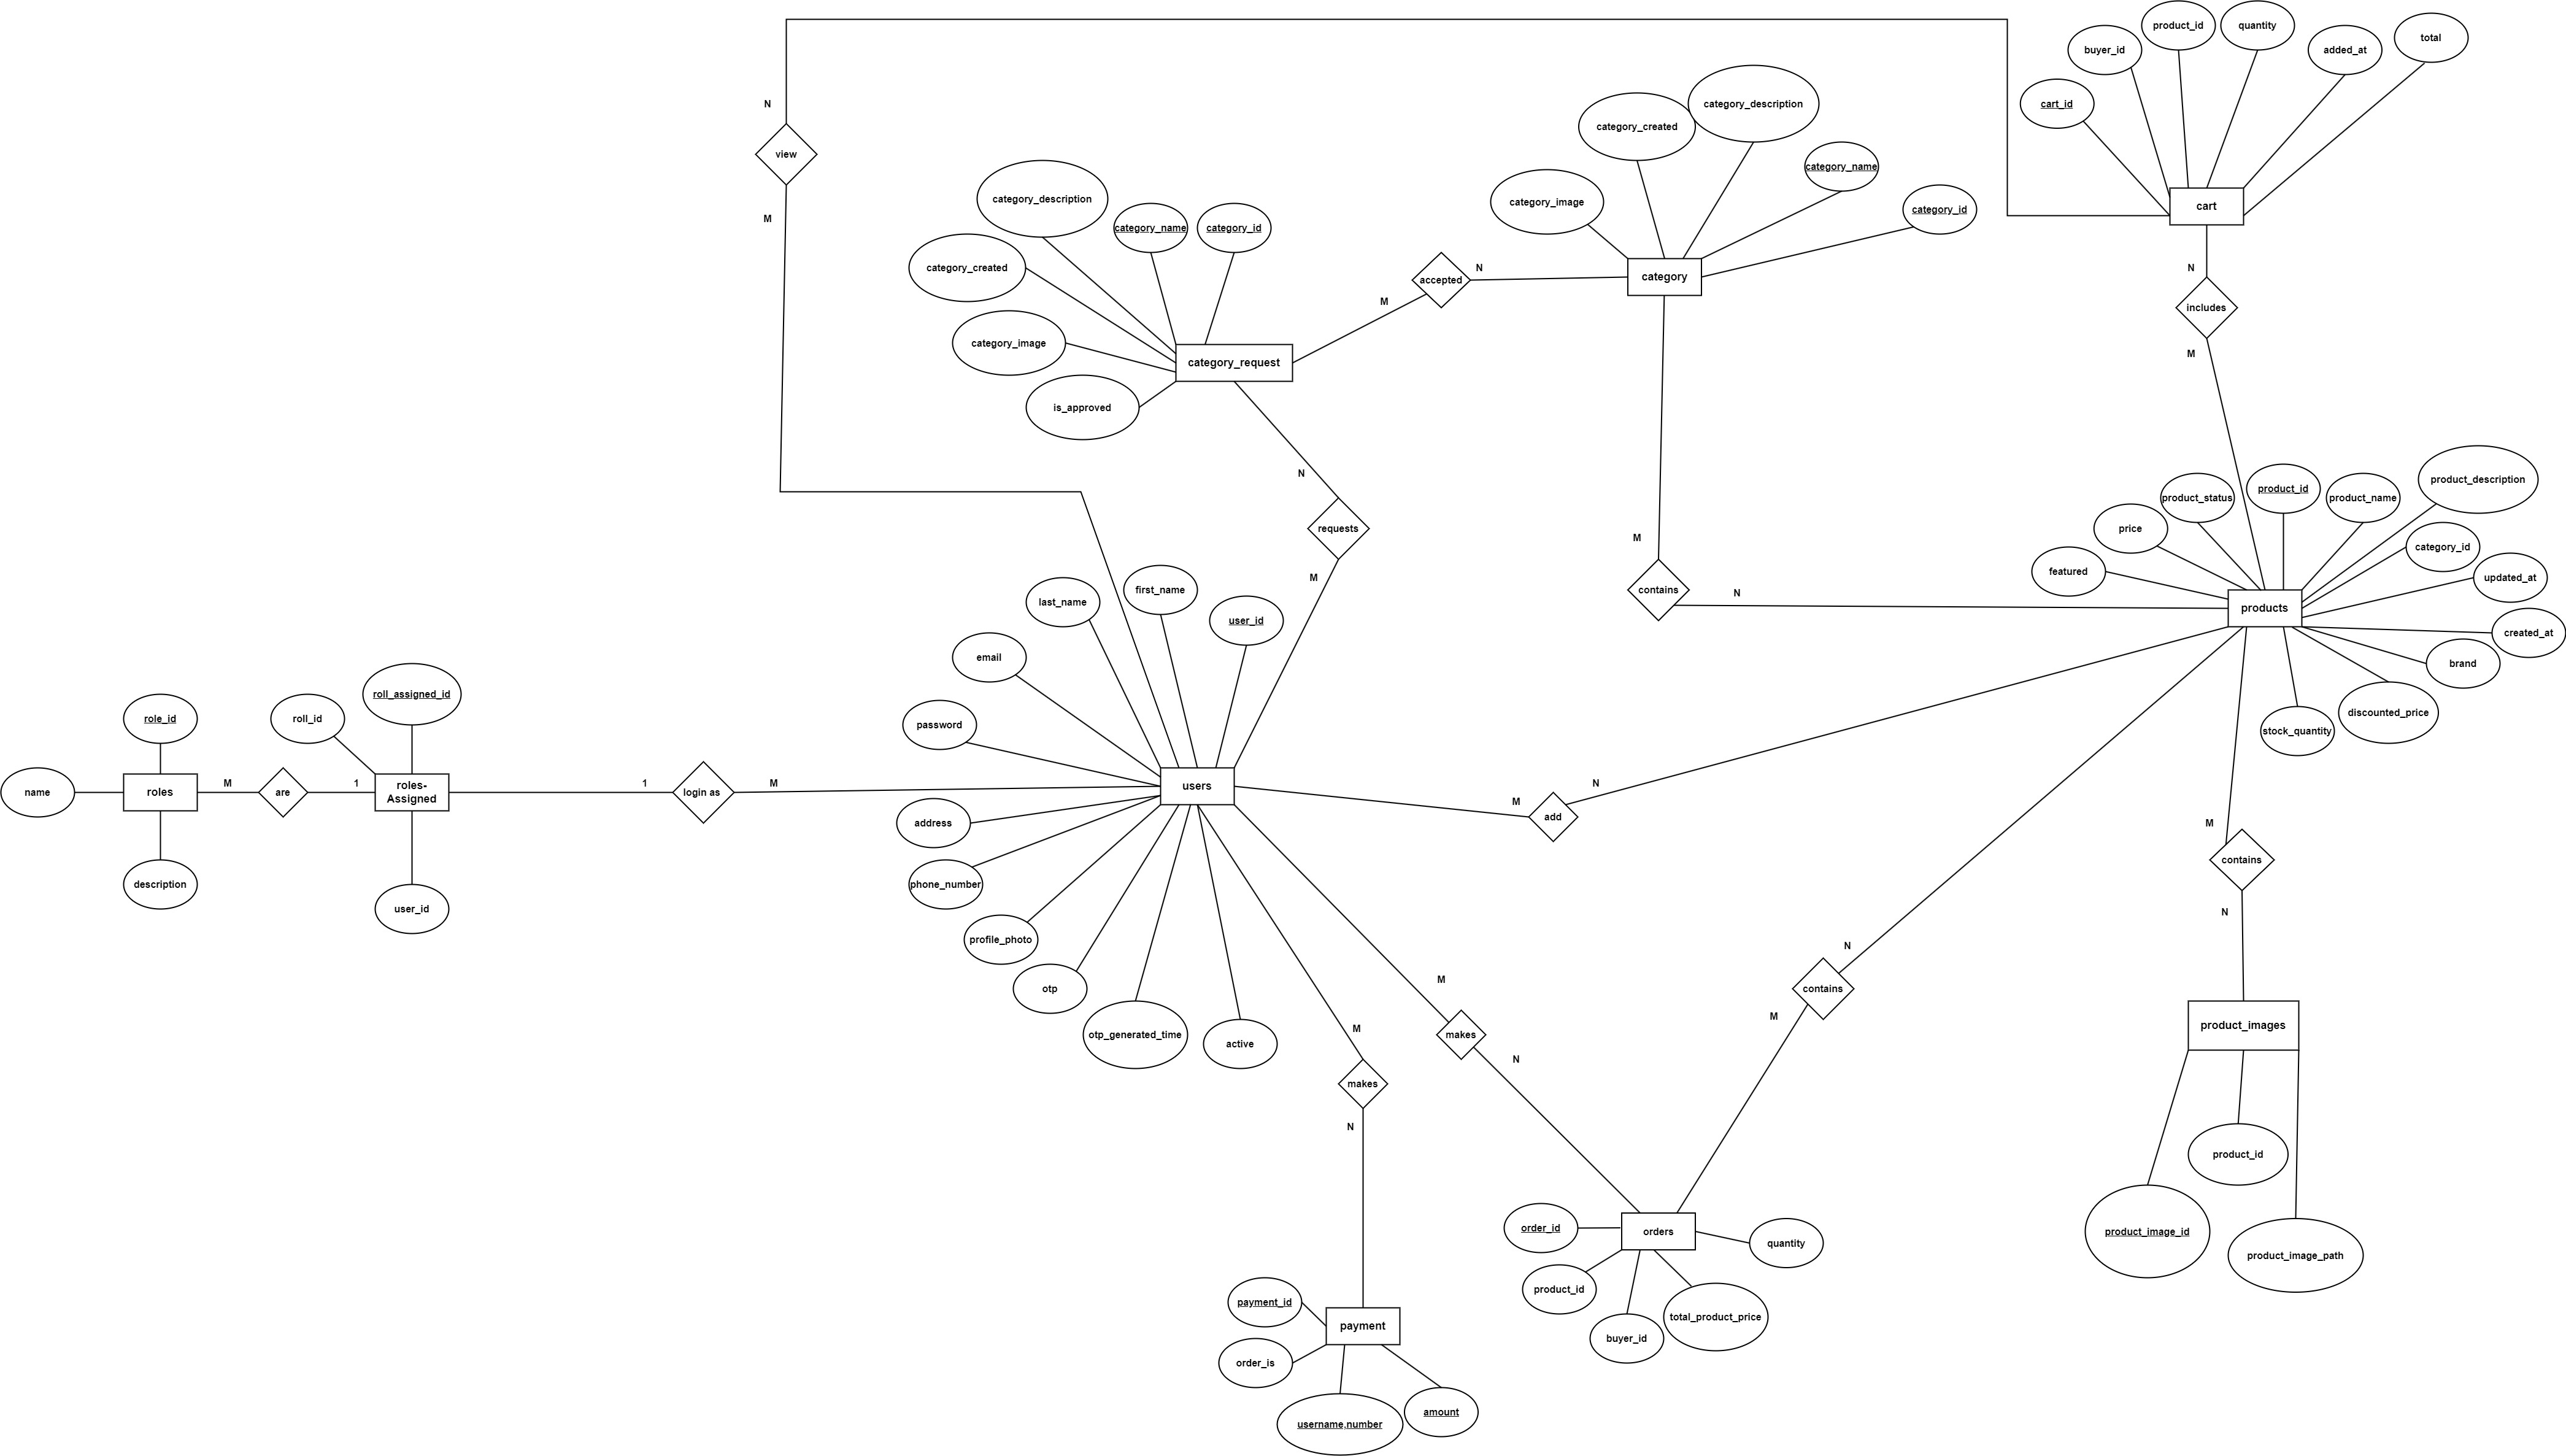 product_id
quantity
total
buyer_id
added_at
cart_id
N
category_description
category_created
view
category_name
category_image
category_description
cart
category_id
M
category_name
category_id
category_created
N
accepted
N
category
M
includes
category_image
M
category_request
is_approved
N
product_description
product_status
product_id
product_name
requests
price
M
category_id
featured
updated_at
M
contains
N
last_name
first_name
user_id
products
created_at
email
brand
roll_assigned_id
discounted_price
role_id
roll_id
password
stock_quantity
name
roles
M
are
1
roles-
Assigned
1
login as
M
users
N
M
add
address
M
contains
description
phone_number
user_id
N
profile_photo
N
M
otp
contains
M
M
makes
otp_generated_time
active
N
product_images
makes
N
product_id
order_id
orders
quantity
product_image_id
product_image_path
product_id
payment_id
total_product_price
payment
buyer_id
order_is
username,number
amount